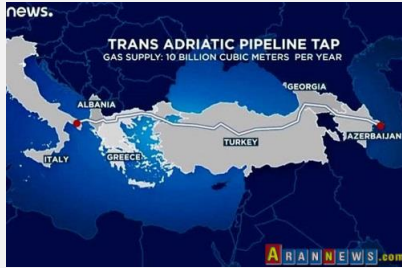 news.
TRANS ADRIATIC PIPELINE TAP
GAS SUPPLY: 10 BILLION CUBIC METERS PER YEAR
GEORGIA
ALBANIA
AZERBAIJAN
TURKEY
ITALY
GREECE
ARANNEWS.com